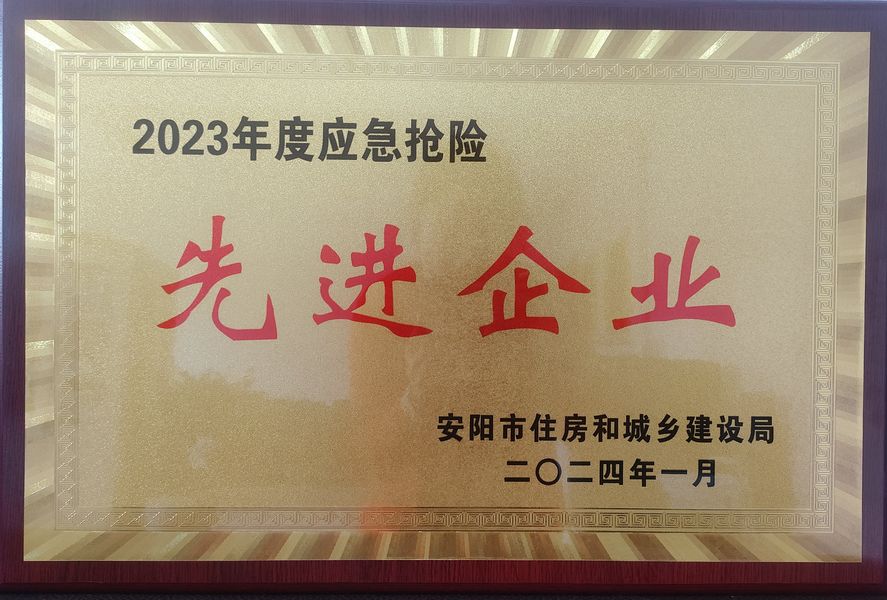 2023年度应急抢险
先进企业
安阳市住房和城乡建设局
二〇二四年一月